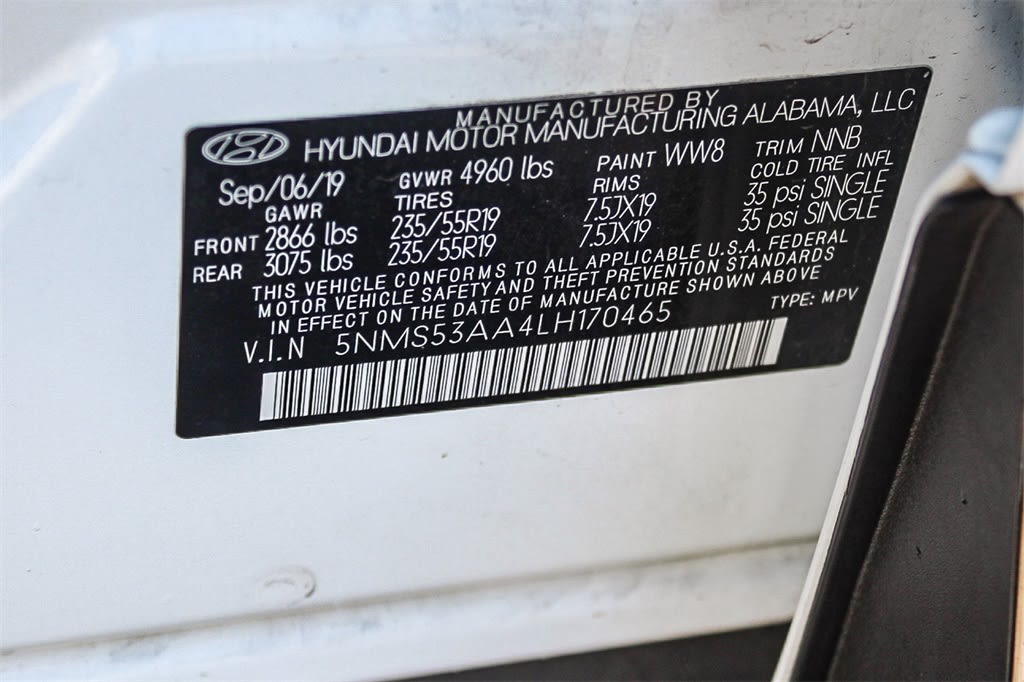 MANUFACTURED BY
HYUNDAI MOTOR MANUFACTURING ALABAMA, LLC
Sep/06/19 GVWR 4960 lbs PAINT WW8 TRIM NNB
GAWR TIRES RIMS COLD TIRE INFL
FRONT 2866 lbs 235/55R19 7.5JX19 35 psi SINGLE
REAR 3075 lbs 235/55R19 7.5JX19 35 psi SINGLE
THIS VEHICLE CONFORMS TO ALL APPLICABLE U.S.A. FEDERAL
MOTOR VEHICLE SAFETY AND THEFT PREVENTION STANDARDS
IN EFFECT ON THE DATE OF MANUFACTURE SHOWN ABOVE
V.I.N 5NMS53AA4LH170465 TYPE: MPV